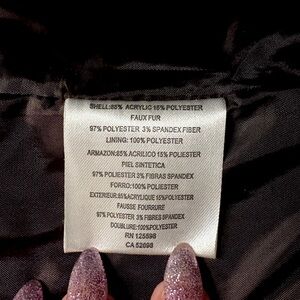 SHELL:85% ACRYLIC 15% POLYESTER
FAUX FUR
97% POLYESTER 3% SPANDEX FIBER
LINING: 100% POLYESTER
ARMAZON:85% ACRILICO 15% POLIESTER
PIEL SINTETICA
97% POLIESTER 3% FIBRAS SPANDEX
FORRO:100% POLIESTER
EXTERIEUR:85%ACRYLIQUE 15%POLYESTER
FAUSSE FOURRURE
97% POLYESTER 3% FIBRES SPANDEX
DOUBLURE:100%POLYESTER
RN 125598
CA 52698